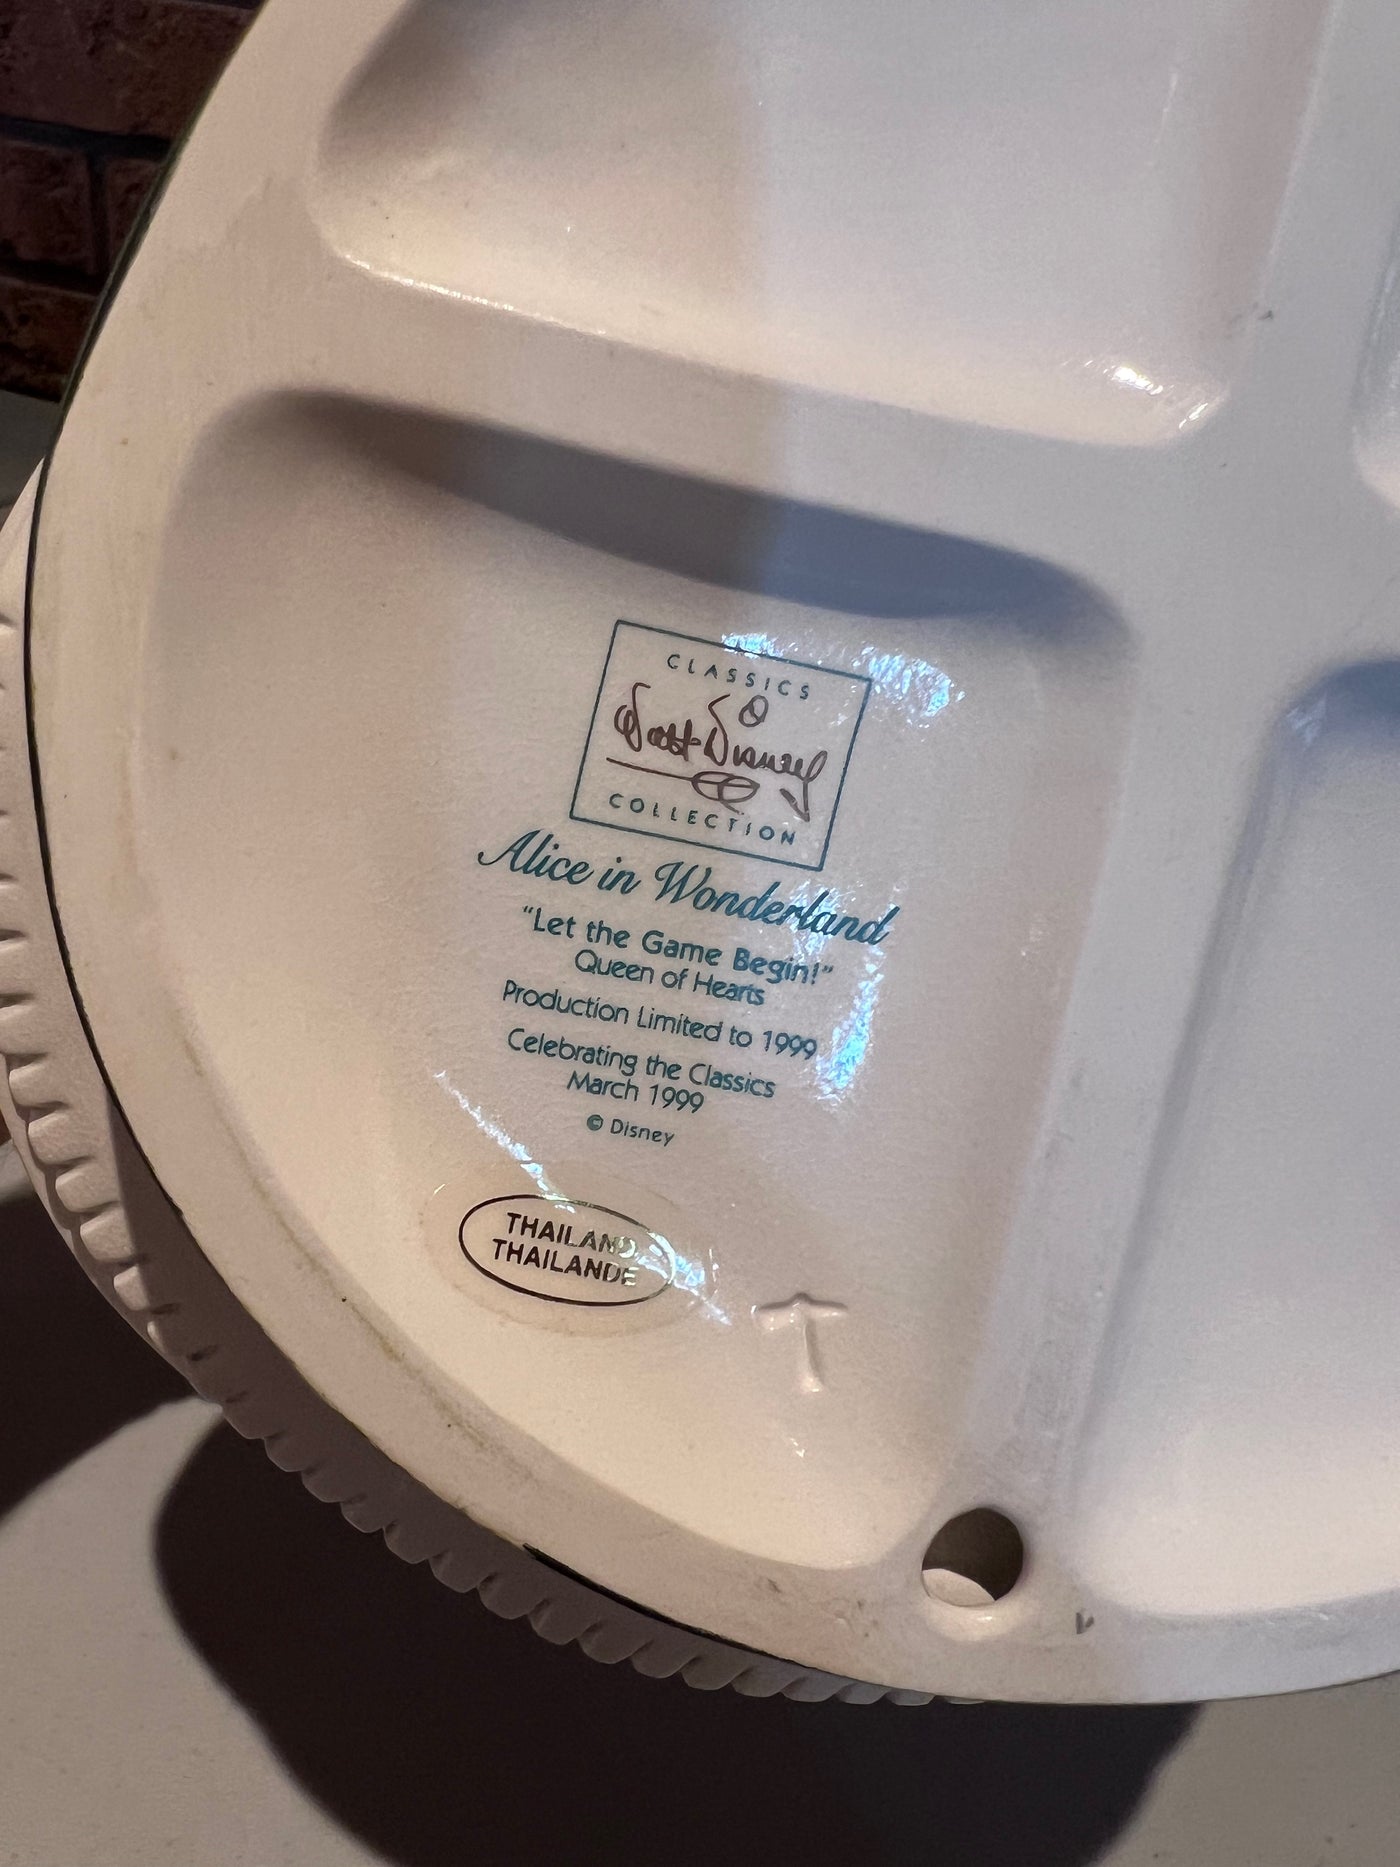 CLASSICS
Walt Disney
COLLECTION
Alice in Wonderland
"Let the Game Begin!"
Queen of Hearts
Production Limited to 1999
Celebrating the Classics
March 1999
© Disney
THAILAND
THAILANDE
T